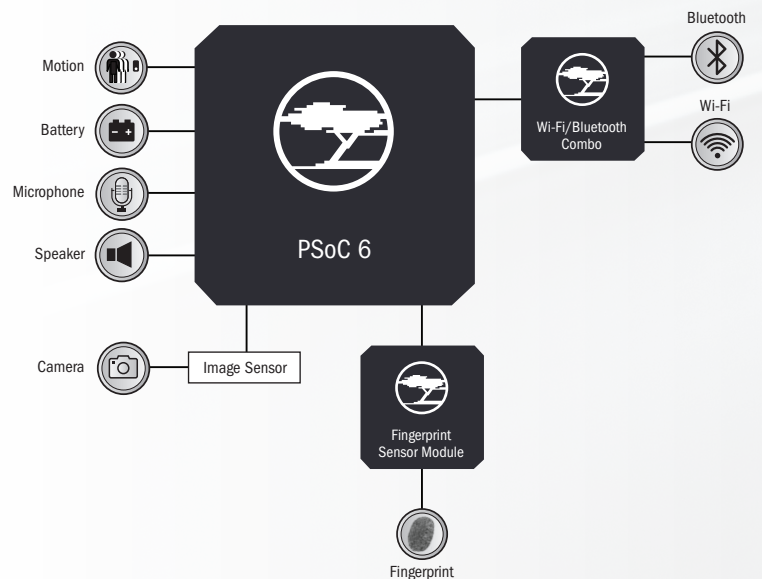 Bluetooth
Motion
Wi-Fi
Battery
Wi-Fi/Bluetooth
Combo
Microphone
Speaker
PSoC 6
Camera
Image Sensor
Fingerprint
Sensor Module
Fingerprint